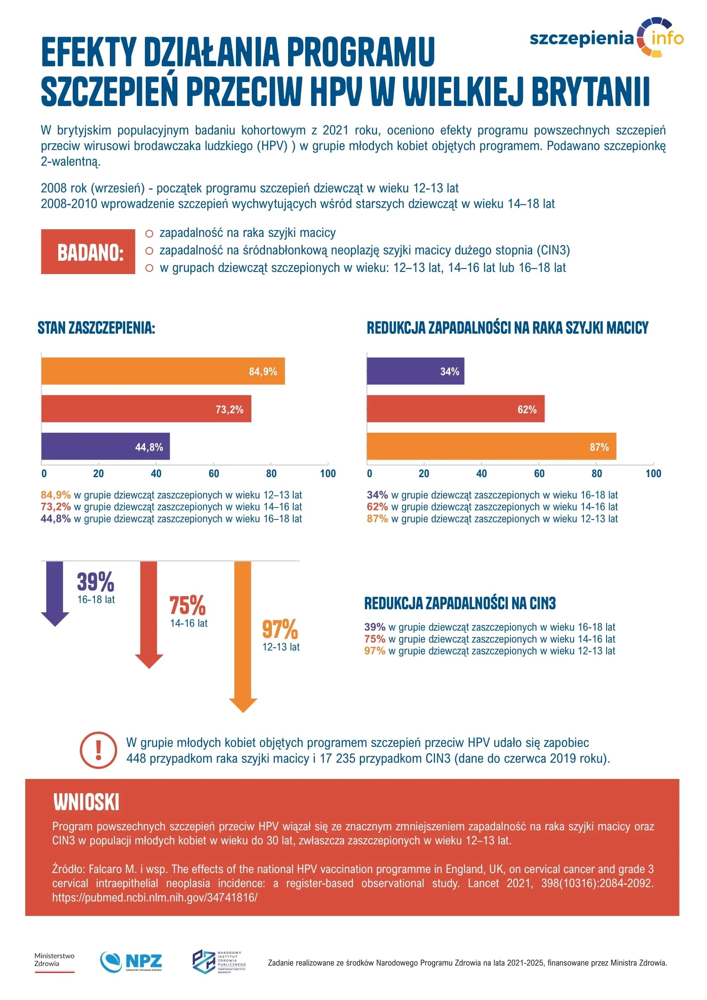 szczepienia info
EFEKTY DZIAŁANIA PROGRAMU
SZCZEPIEŃ PRZECIW HPV W WIELKIEJ BRYTANII
W brytyjskim populacyjnym badaniu kohortowym z 2021 roku, oceniono efekty programu powszechnych szczepień
przeciw wirusowi brodawczaka ludzkiego (HPV) ) w grupie młodych kobiet objętych programem. Podawano szczepionkę
2-walentną.
2008 rok (wrzesień) - początek programu szczepień dziewcząt w wieku 12-13 lat
2008-2010 wprowadzenie szczepień wychwytujących wśród starszych dziewcząt w wieku 14–18 lat
BADANO:
zapadalność na raka szyjki macicy
zapadalność na śródnabłonkową neoplazję szyjki macicy dużego stopnia (CIN3)
w grupach dziewcząt szczepionych w wieku: 12–13 lat, 14–16 lat lub 16–18 lat
STAN ZASZCZEPIENIA:
84,9%
73,2%
44,8%
0 20 40 60 80 100
84,9% w grupie dziewcząt zaszczepionych w wieku 12–13 lat
73,2% w grupie dziewcząt zaszczepionych w wieku 14–16 lat
44,8% w grupie dziewcząt zaszczepionych w wieku 16–18 lat
REDUKCJA ZAPADALNOŚCI NA RAKA SZYJKI MACICY
34%
62%
87%
0 20 40 60 80 100
34% w grupie dziewcząt zaszczepionych w wieku 16-18 lat
62% w grupie dziewcząt zaszczepionych w wieku 14-16 lat
87% w grupie dziewcząt zaszczepionych w wieku 12-13 lat
39%
16-18 lat
75%
14-16 lat
97%
12-13 lat
REDUKCJA ZAPADALNOŚCI NA CIN3
39% w grupie dziewcząt zaszczepionych w wieku 16-18 lat
75% w grupie dziewcząt zaszczepionych w wieku 14-16 lat
97% w grupie dziewcząt zaszczepionych w wieku 12-13 lat
!
W grupie młodych kobiet objętych programem szczepień przeciw HPV udało się zapobiec
448 przypadkom raka szyjki macicy i 17 235 przypadkom CIN3 (dane do czerwca 2019 roku).
WNIOSKI
Program powszechnych szczepień przeciw HPV wiązał się ze znacznym zmniejszeniem zapadalność na raka szyjki macicy oraz
CIN3 w populacji młodych kobiet w wieku do 30 lat, zwłaszcza zaszczepionych w wieku 12–13 lat.
Źródło: Falcaro M. i wsp. The effects of the national HPV vaccination programme in England, UK, on cervical cancer and grade 3
cervical intraepithelial neoplasia incidence: a register-based observational study. Lancet 2021, 398(10316):2084-2092.
https://pubmed.ncbi.nlm.nih.gov/34741816/
Ministerstwo
Zdrowia
NPZ
NARODOWY PROGRAM ZDROWIA
PZH
NARODOWY
INSTYTUT
ZDROWIA
PUBLICZNEGO
PAŃSTWOWY INSTYTUT
BADAWCZY
Zadanie realizowane ze środków Narodowego Programu Zdrowia na lata 2021-2025, finansowane przez Ministra Zdrowia.